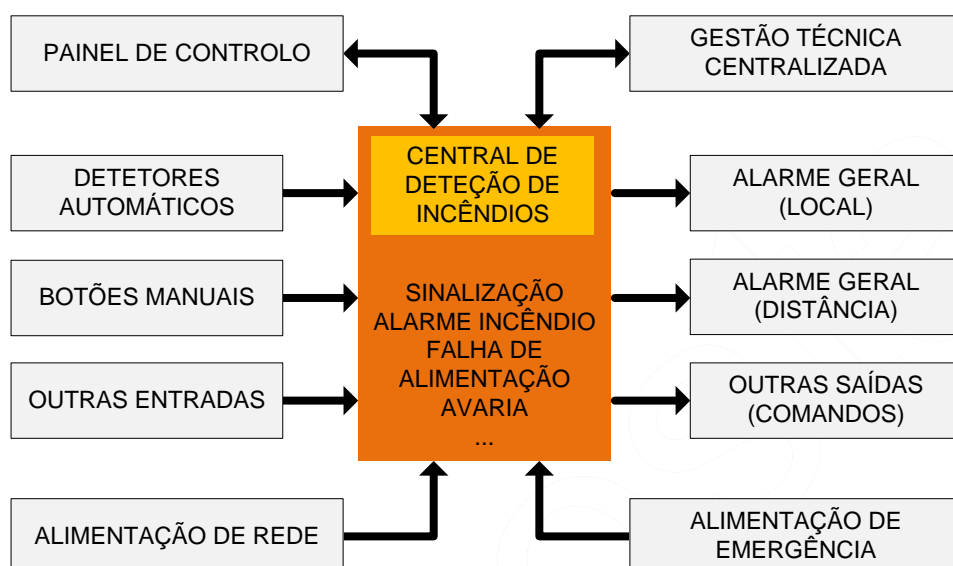 PAINEL DE CONTROLO
GESTÃO TÉCNICA
CENTRALIZADA
CENTRAL DE
DETEÇÃO DE
INCÊNDIOS
DETETORES
AUTOMÁTICOS
ALARME GERAL
(LOCAL)
BOTÕES MANUAIS
SINALIZAÇÃO
ALARME INCÊNDIO
FALHA DE
ALIMENTAÇÃO
AVARIA
...
ALARME GERAL
(DISTÂNCIA)
OUTRAS ENTRADAS
OUTRAS SAÍDAS
(COMANDOS)
ALIMENTAÇÃO DE REDE
ALIMENTAÇÃO DE
EMERGÊNCIA